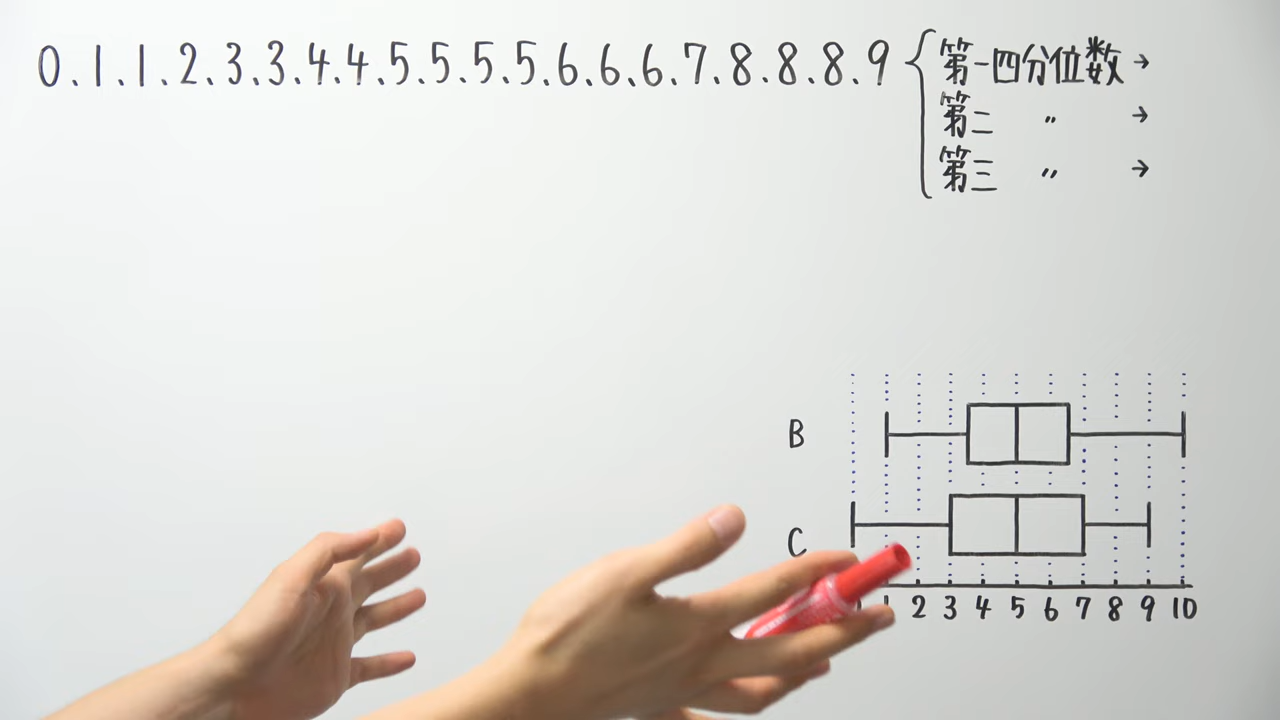 0.1.1.2.3.3.4.4.5.5.5.5.6.6.6.7.8.8.8.9
第一四分位数→
第二 〃 →
第三 〃 →
B
C
1 2 3 4 5 6 7 8 9 10